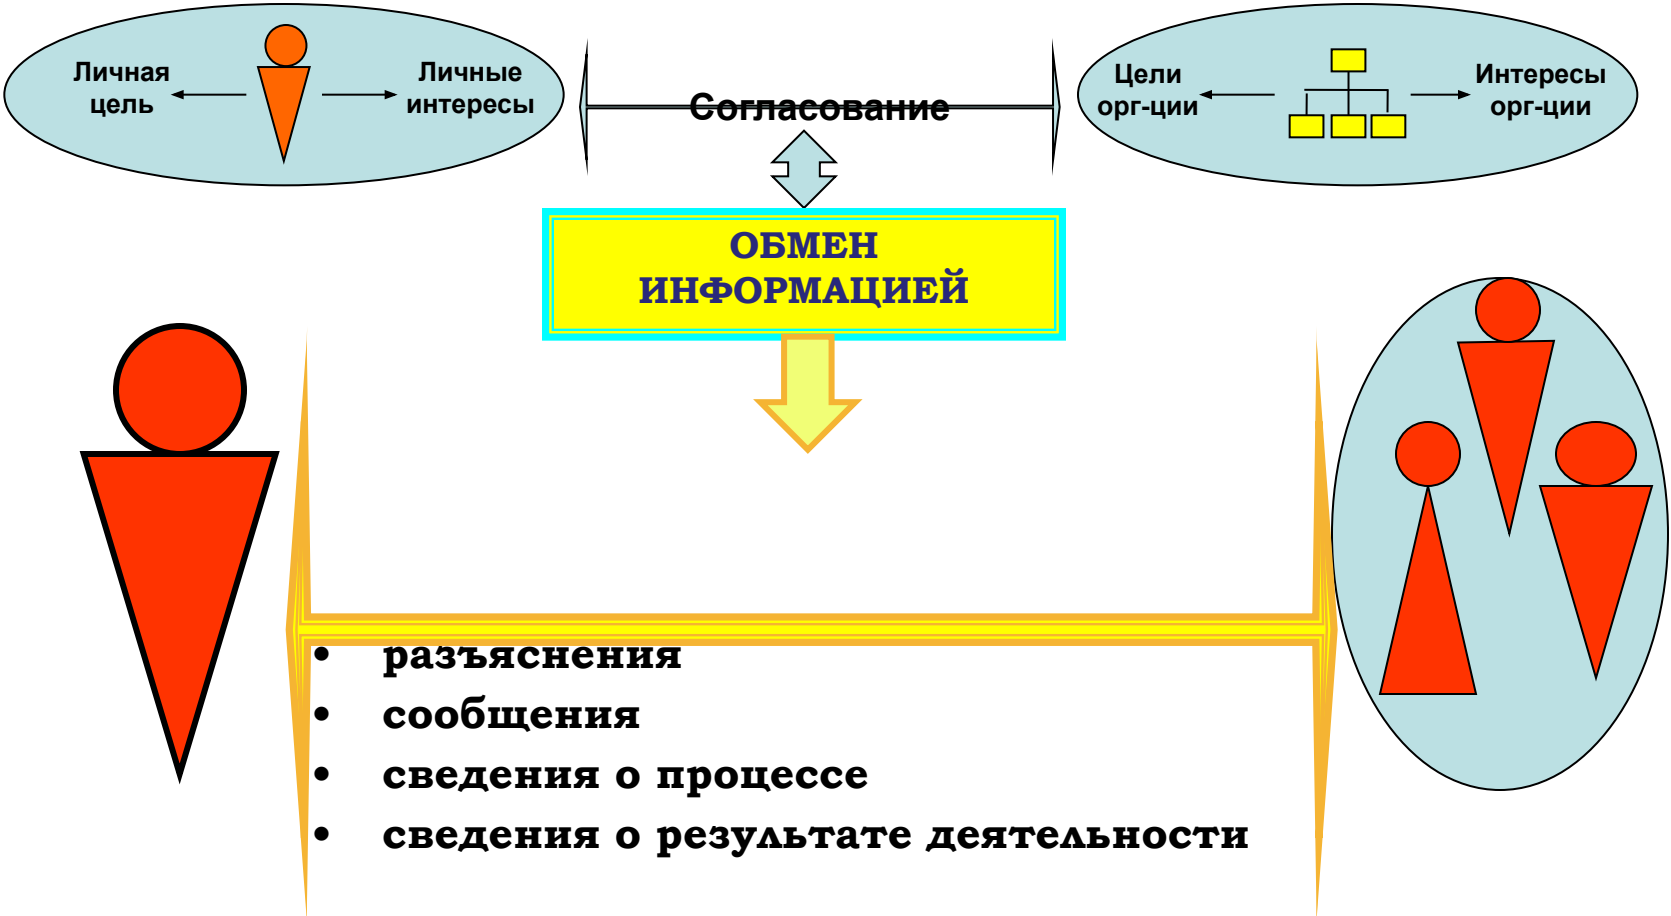 Личная
цель
Личные
интересы
Согласование
Цели
орг-ции
Интересы
орг-ции
ОБМЕН
ИНФОРМАЦИЕЙ
• разъяснения
• сообщения
• сведения о процессе
• сведения о результате деятельности